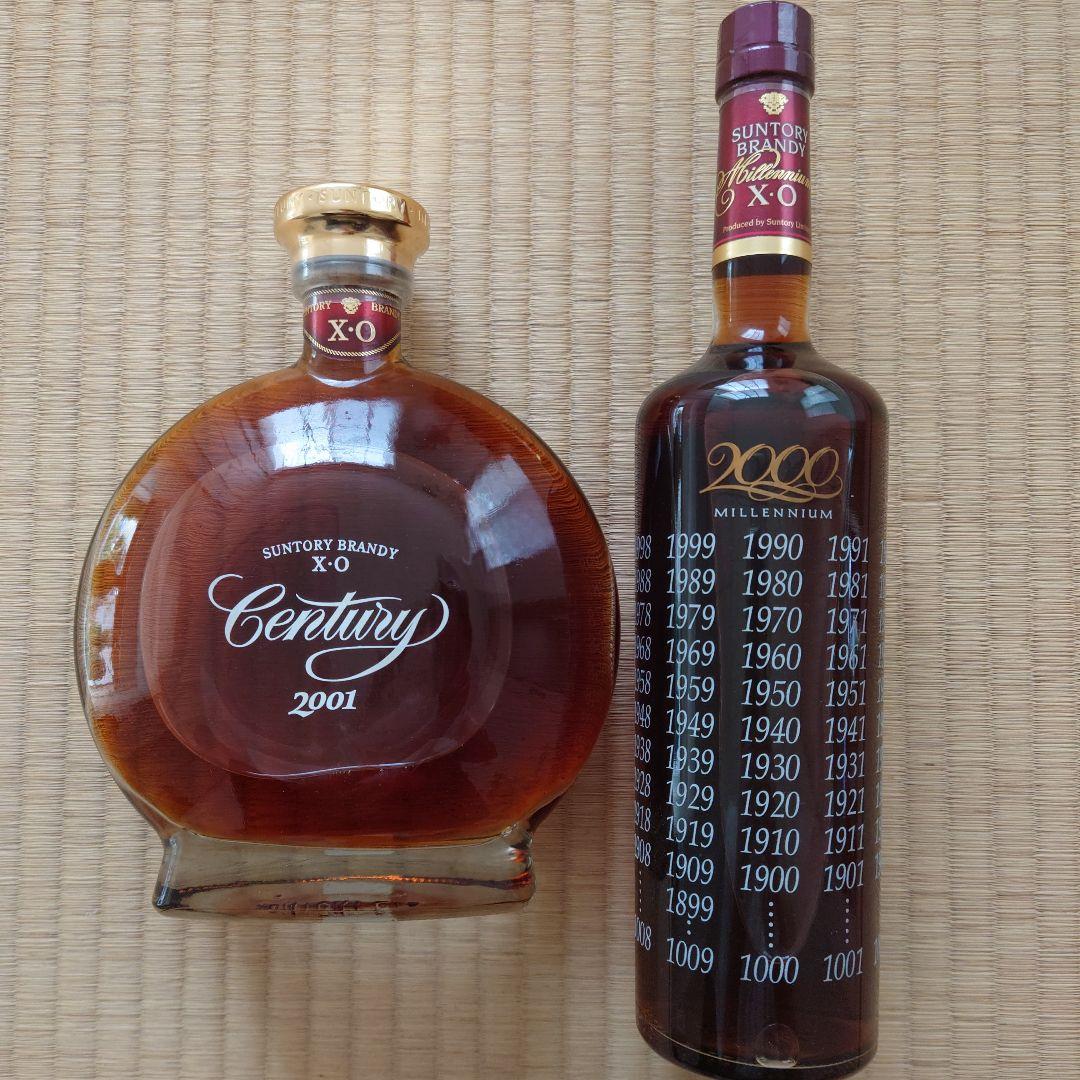 SUNTORY
X·O
SUNTORY BRANDY
X·O
Century
2001
SUNTORY
BRANDY
Millennium
X·O
Produced by Suntory
2000
MILLENNIUM
1999 1990 1991
1989 1980 1981
1979 1970 1971
1969 1960 1961
1959 1950 1951
1949 1940 1941
1939 1930 1931
1929 1920 1921
1919 1910 1911
1909 1900 1901
1899
1009 1000 1001